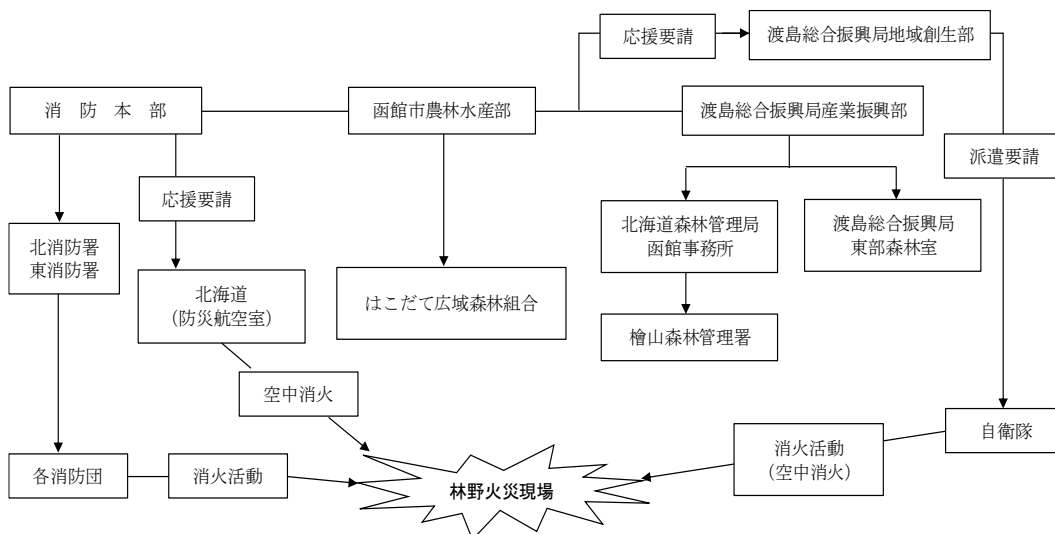 応援要請
渡島総合振興局地域創生部
消 防 本 部
函館市農林水産部
渡島総合振興局産業振興部
派遣要請
応援要請
北消防署
東消防署
北海道森林管理局
函館事務所
渡島総合振興局
東部森林室
北海道
(防災航空室)
はこだて広域森林組合
檜山森林管理署
空中消火
自衛隊
消火活動
(空中消火)
各消防団
消火活動
林野火災現場